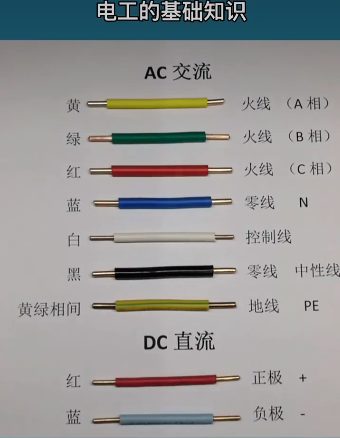 电工的基础知识
AC 交流
黄 火线 （A 相）
绿 火线 （B 相）
红 火线 （C 相）
蓝 零线 N
白 控制线
黑 零线 中性线
黄绿相间 地线 PE
DC 直流
红 正极 +
蓝 负极 -